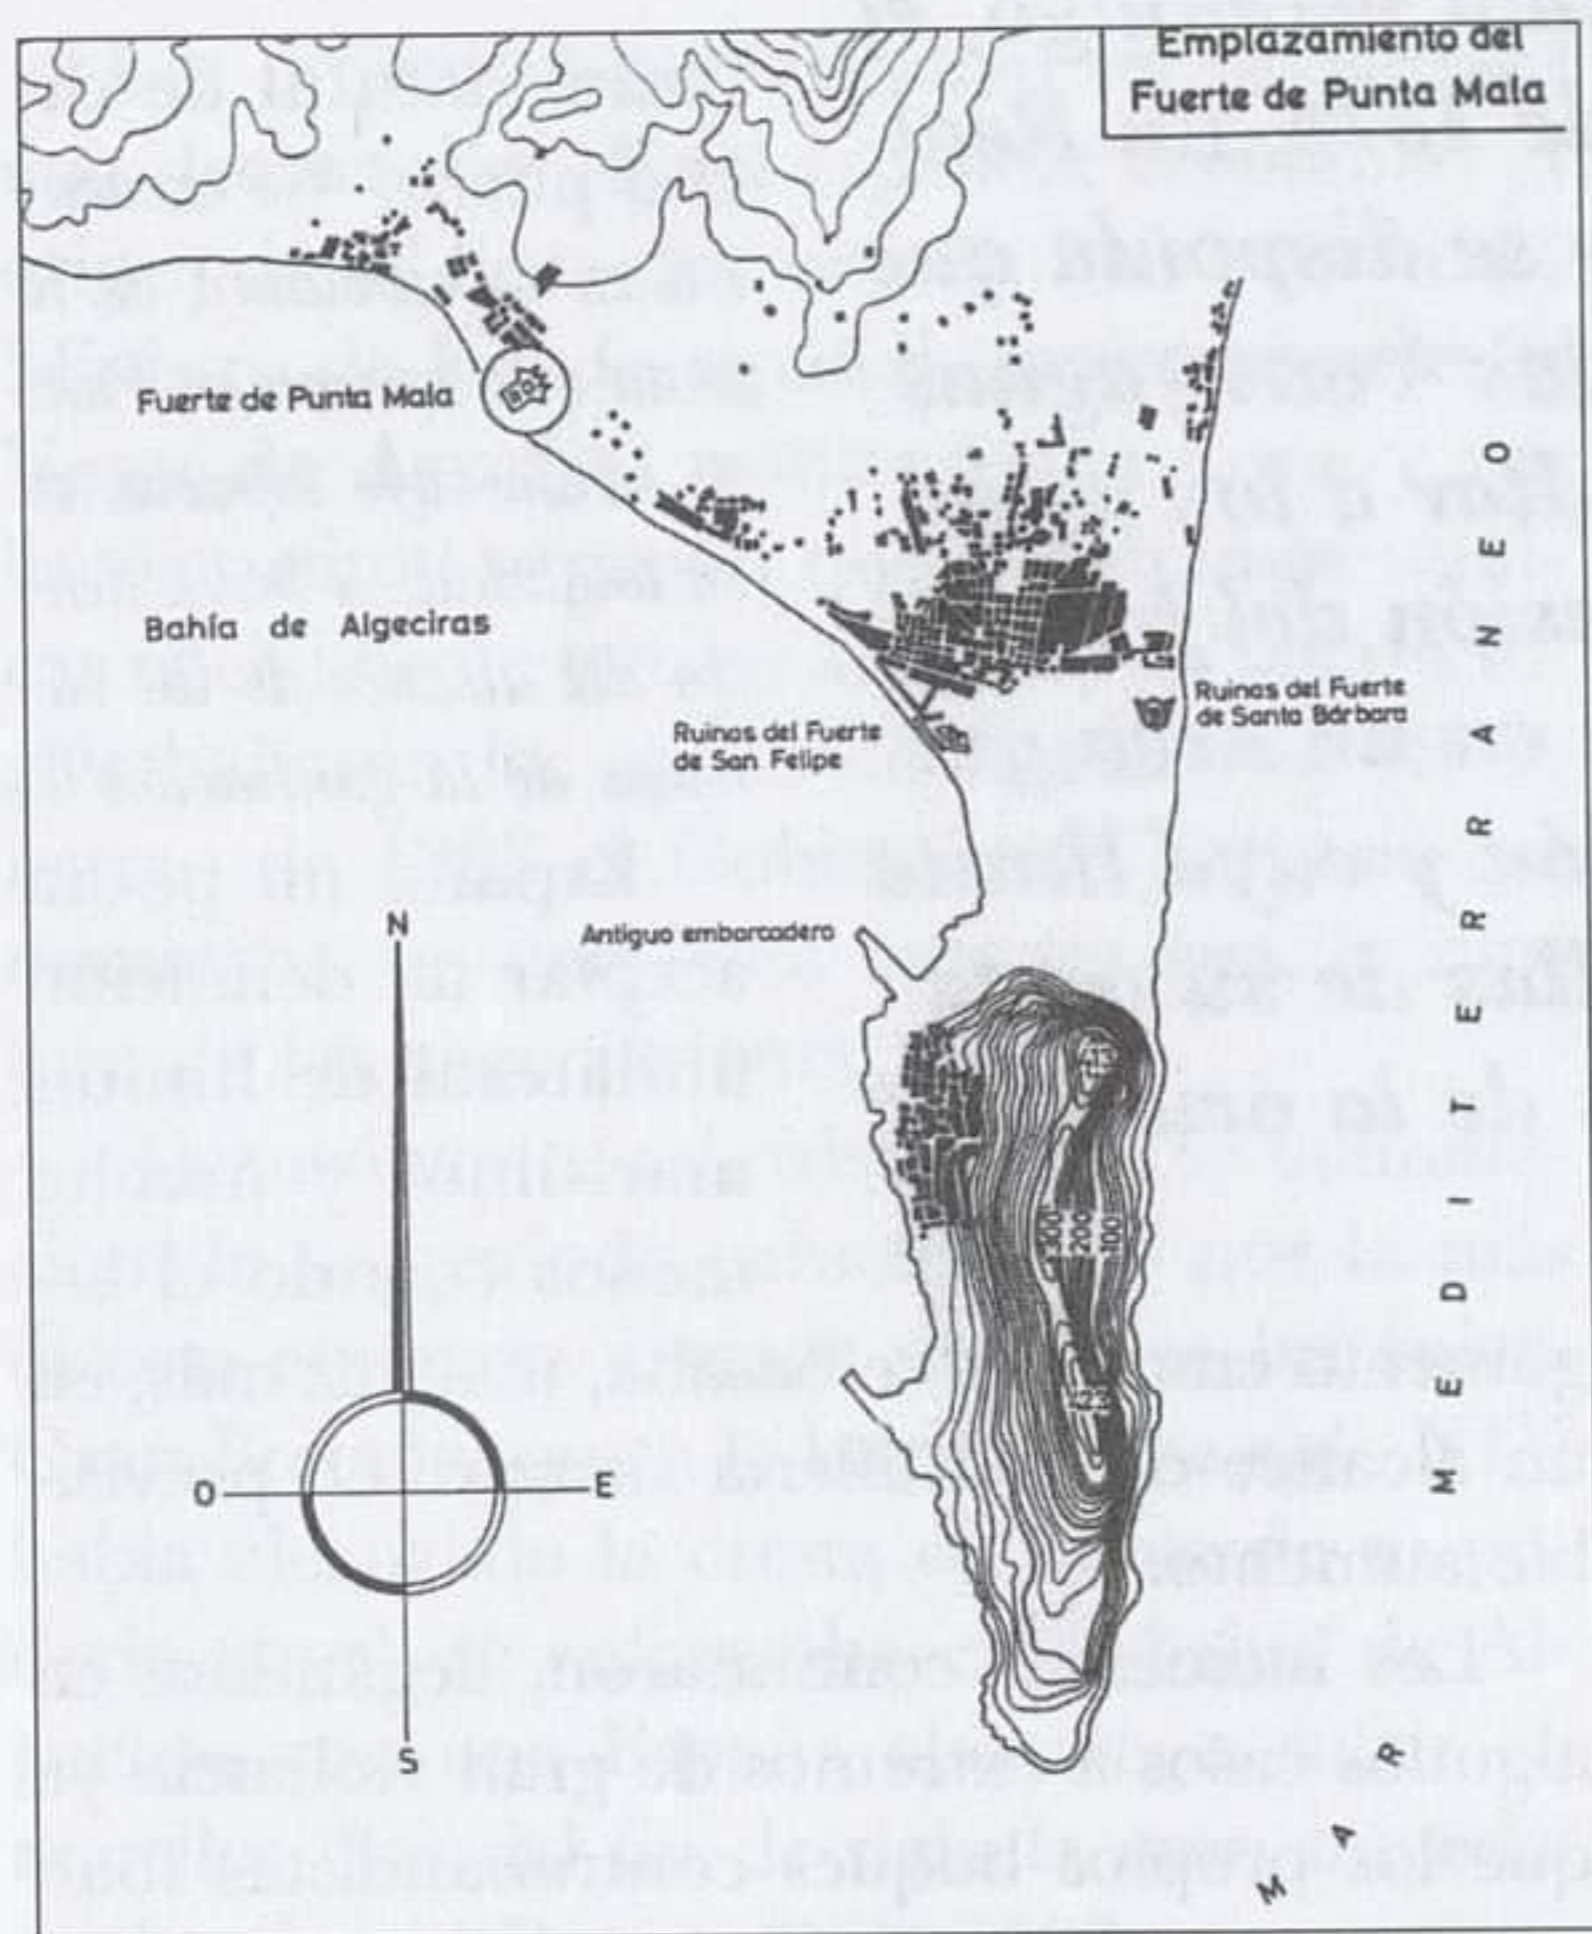 Emplazamiento del
Fuerte de Punta Mala
Fuerte de Punta Mala
Bahía de Algeciras
Ruinas del Fuerte
de Santa Bárbara
Ruinas del Fuerte
de San Felipe
Antiguo embarcadero
N
O
E
S
413
300
200
100
423
MAR MEDITERRANEO